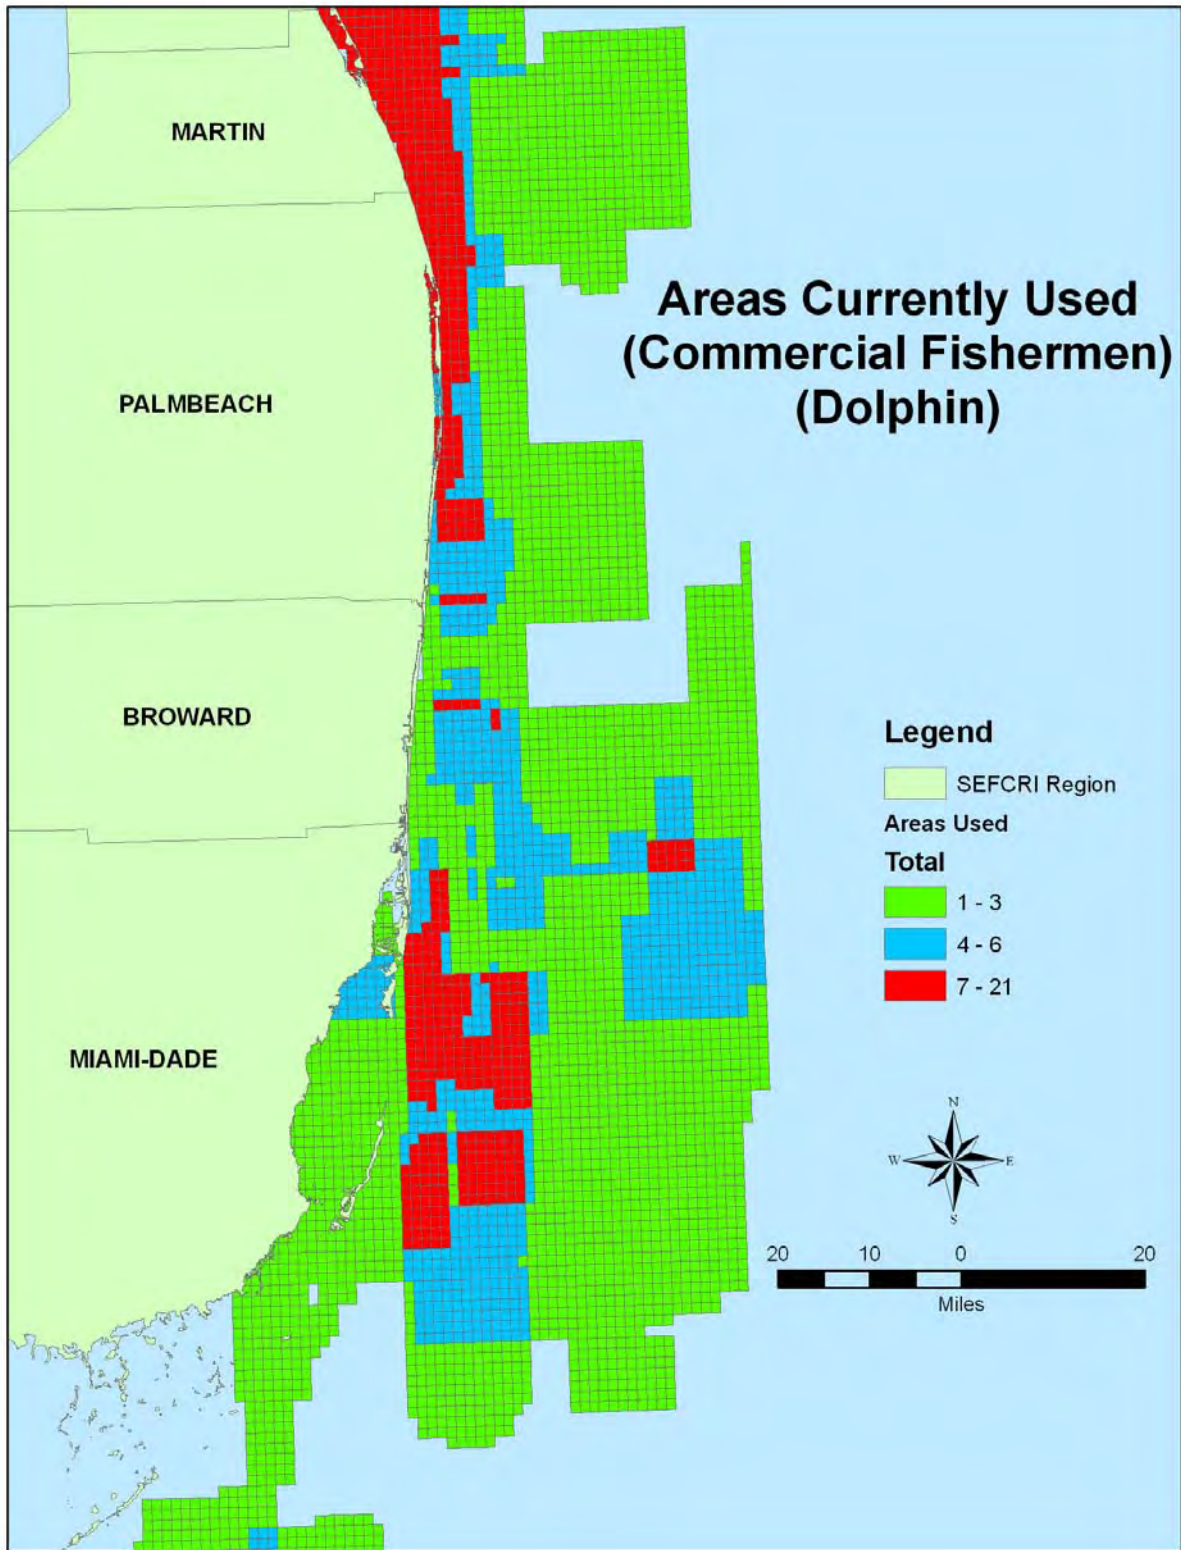 MARTIN
Areas Currently Used
(Commercial Fishermen)
(Dolphin)
PALMBEACH
BROWARD
Legend
SEFCRI Region
Areas Used
Total
1 - 3
4 - 6
7 - 21
MIAMI-DADE
N
W
E
S
20 10 0 20
Miles